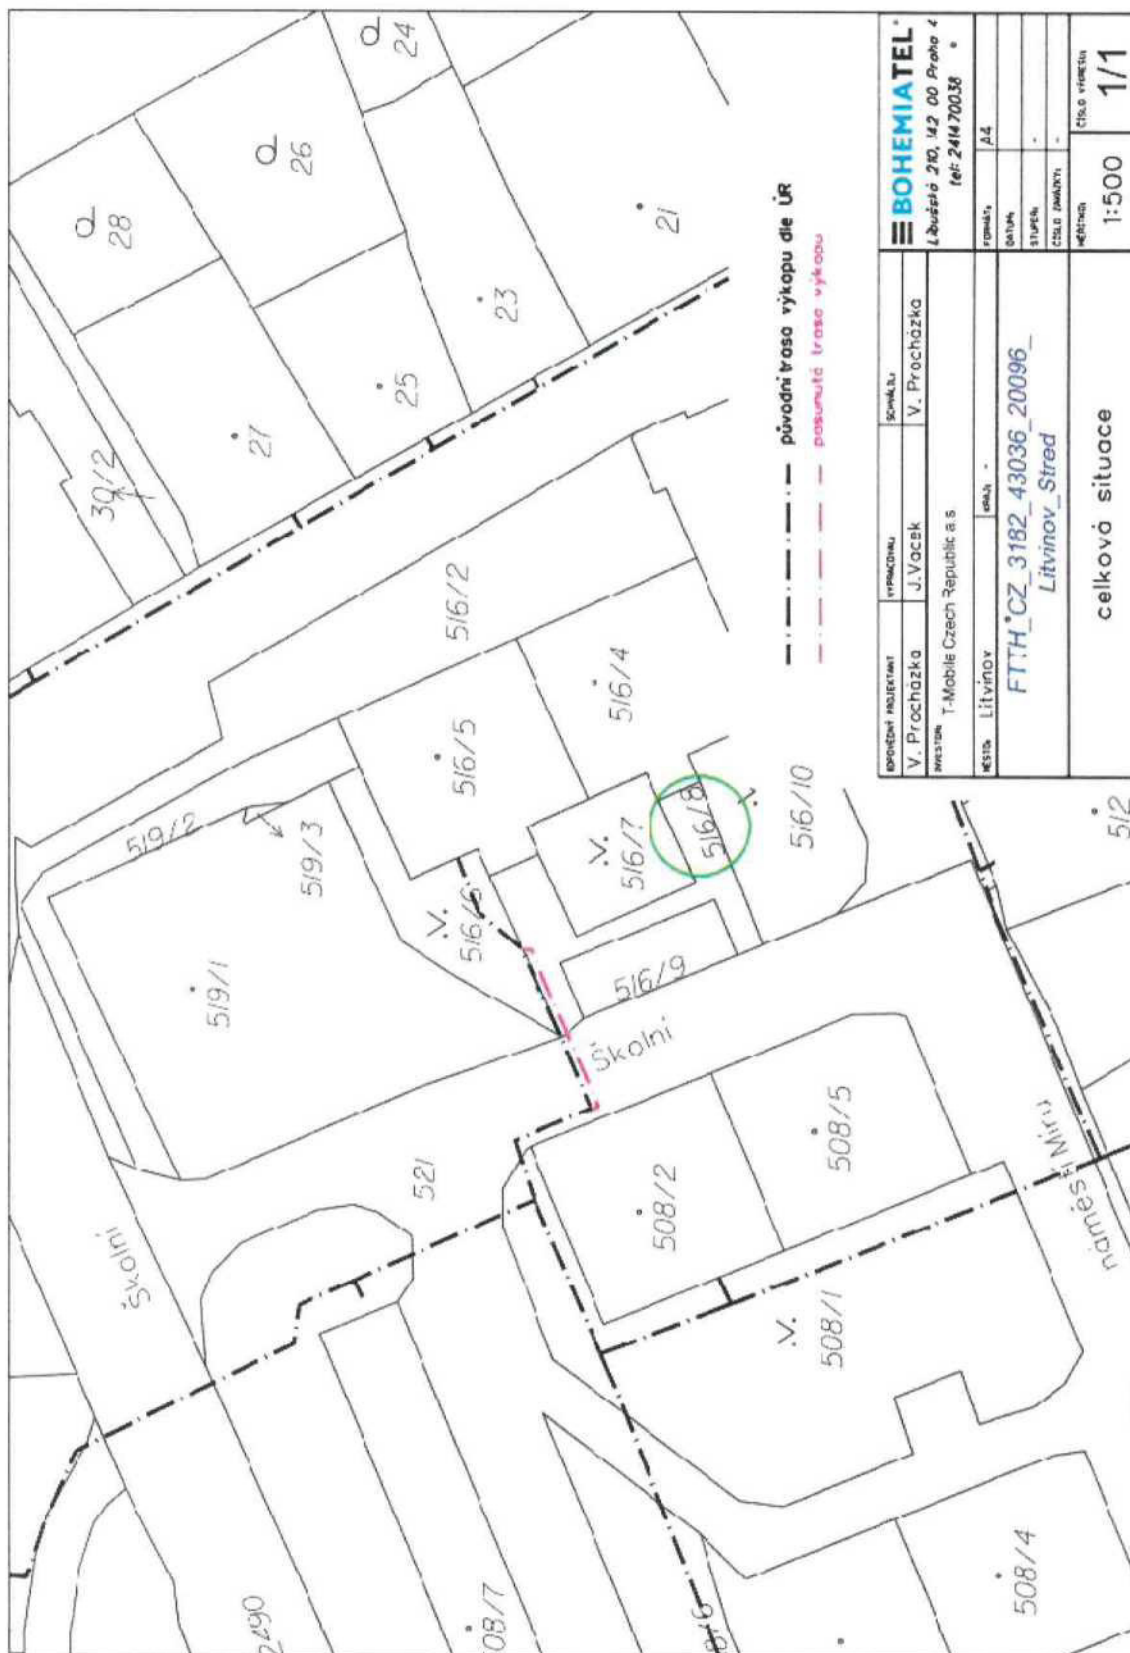 24
26
28
21
23
25
27
30/2
516/2
516/4
516/5
516/7
516/8
516/10
516/6
516/9
519/2
519/3
519/1
Školní
Školní
521
508/2
508/5
508/1
508/4
náměstí Míru
512
2490
08/7
původní trasa výkopu dle ÚR
posunutá trasa výkopu
ODPOVĚDNÝ PROJEKTANT
V. Procházka
VYPRACOVAL:
J.Vacek
SCHVÁLIL:
V. Procházka
BOHEMIATEL
Libušská 210, 142 00 Praha 4
tel: 241470038
INVESTOR: T-Mobile Czech Republic a.s
MĚSTO: Litvínov
KRAJ: -
FORMÁT: A4
DATUM:
STUPEŇ: -
ČÍSLO ZAKÁZKY: -
FTTH_CZ_3182_43036_20096_
Litvinov_Stred
celková situace
MĚŘÍTKO:
1:500
ČÍSLO VÝKRESU:
1/1